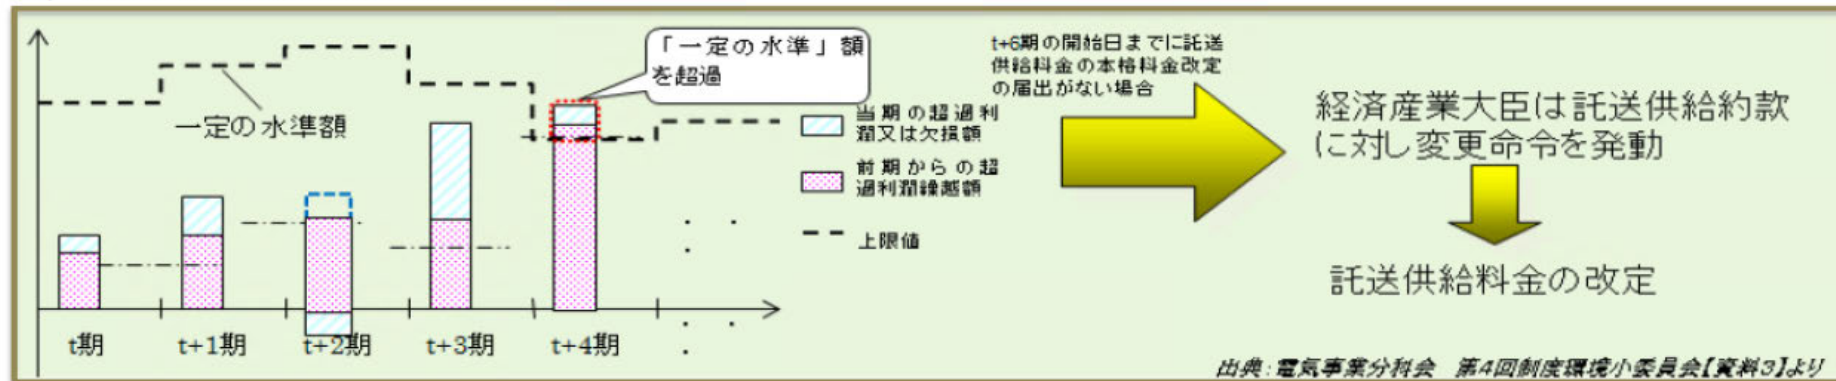 「一定の水準」額
を超過
一定の水準額
当期の超過利
潤又は欠損額
前期からの超
過利潤繰越額
上限値
t期
t+1期
t+2期
t+3期
t+4期
t+6期の開始日までに託送
供給料金の本格料金改定
の届出がない場合
経済産業大臣は託送供給約款
に対し変更命令を発動
託送供給料金の改定
出典：電気事業分科会　第4回制度環境小委員会【資料3】より